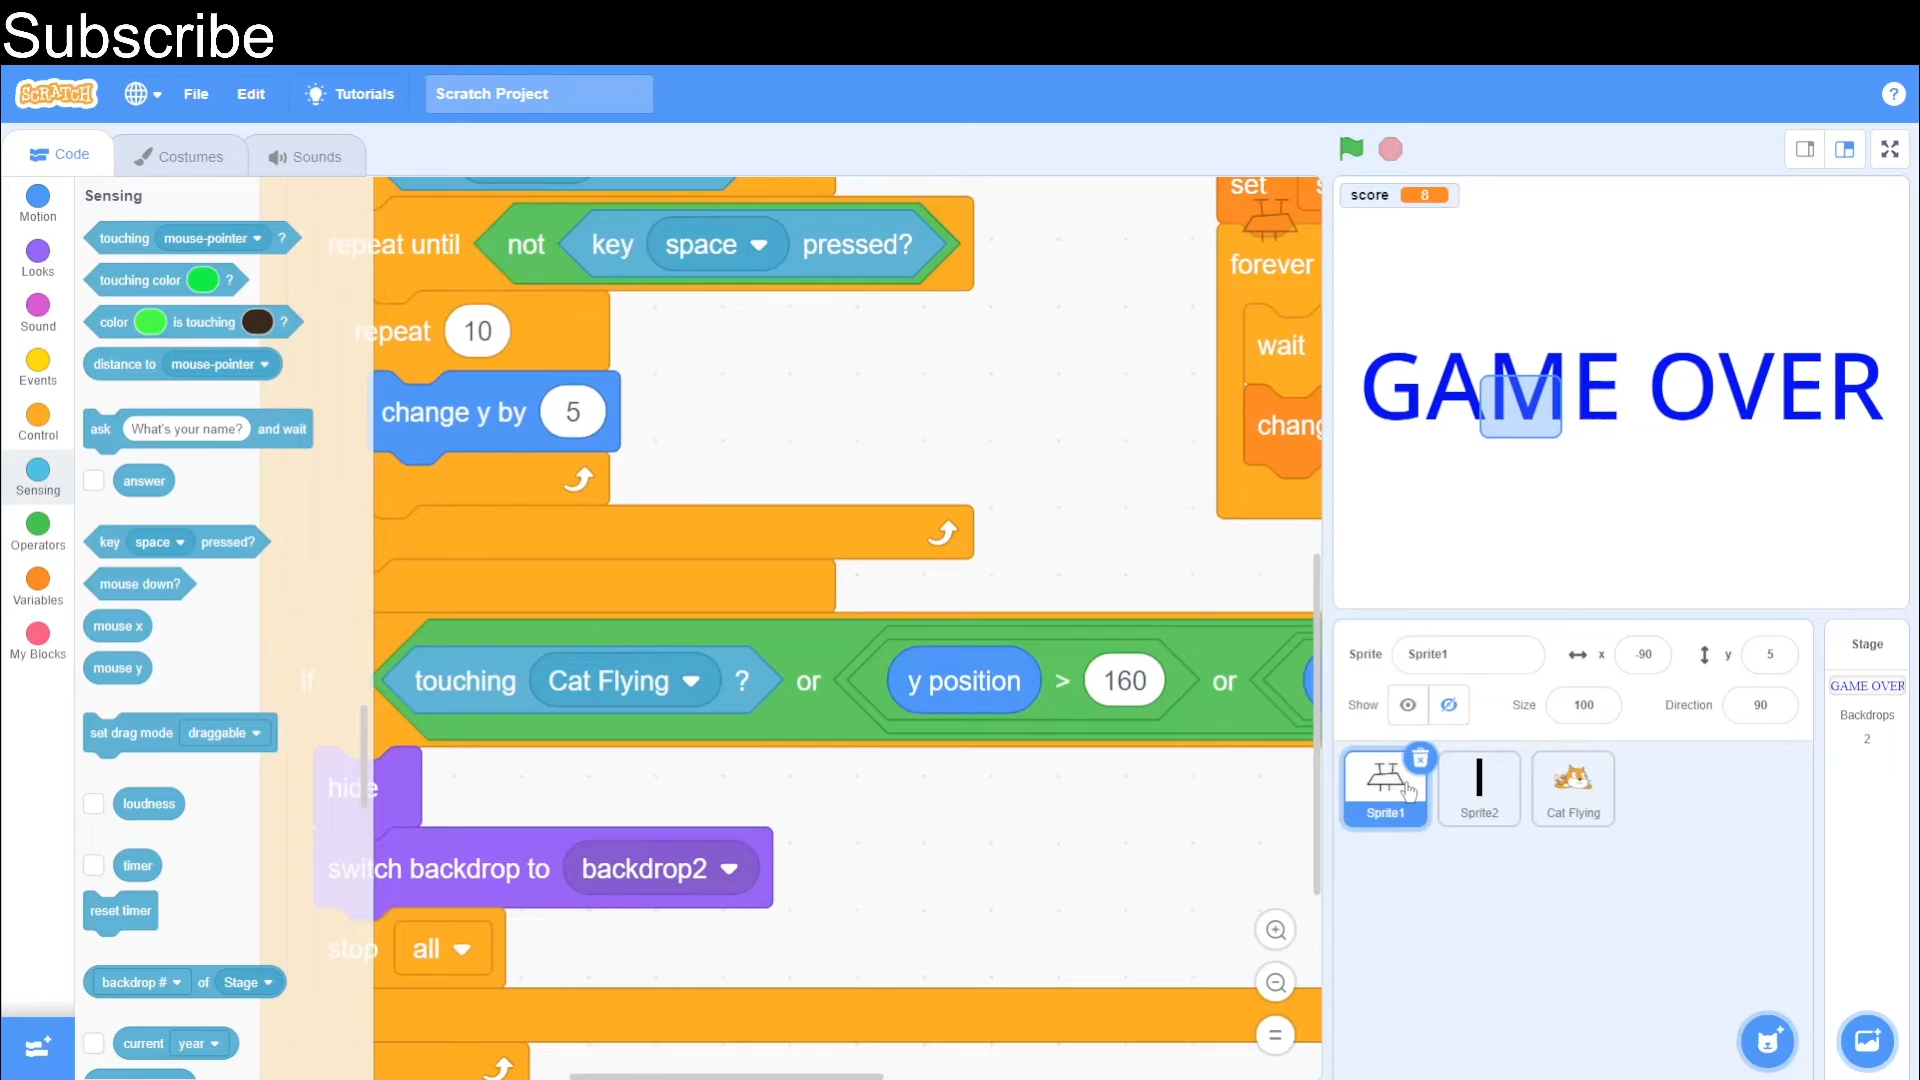 Subscribe
SCRATCH
File
Edit
Tutorials
Scratch Project
?
Code
Costumes
Sounds
Motion
Looks
Sound
Events
Control
Sensing
Operators
Variables
My Blocks
Sensing
touching mouse-pointer ?
touching color ?
color is touching ?
distance to mouse-pointer
ask What's your name? and wait
answer
key space pressed?
mouse down?
mouse x
mouse y
set drag mode draggable
loudness
timer
reset timer
backdrop # of Stage
current year
repeat until not key space pressed?
repeat 10
change y by 5
if touching Cat Flying ? or y position > 160 or
hide
switch backdrop to backdrop2
stop all
set
forever
wait
chang
score 8
GAME OVER
Sprite Sprite1 x -90 y 5
Show Size 100 Direction 90
Sprite1
Sprite2
Cat Flying
Stage
GAME OVER
Backdrops
2